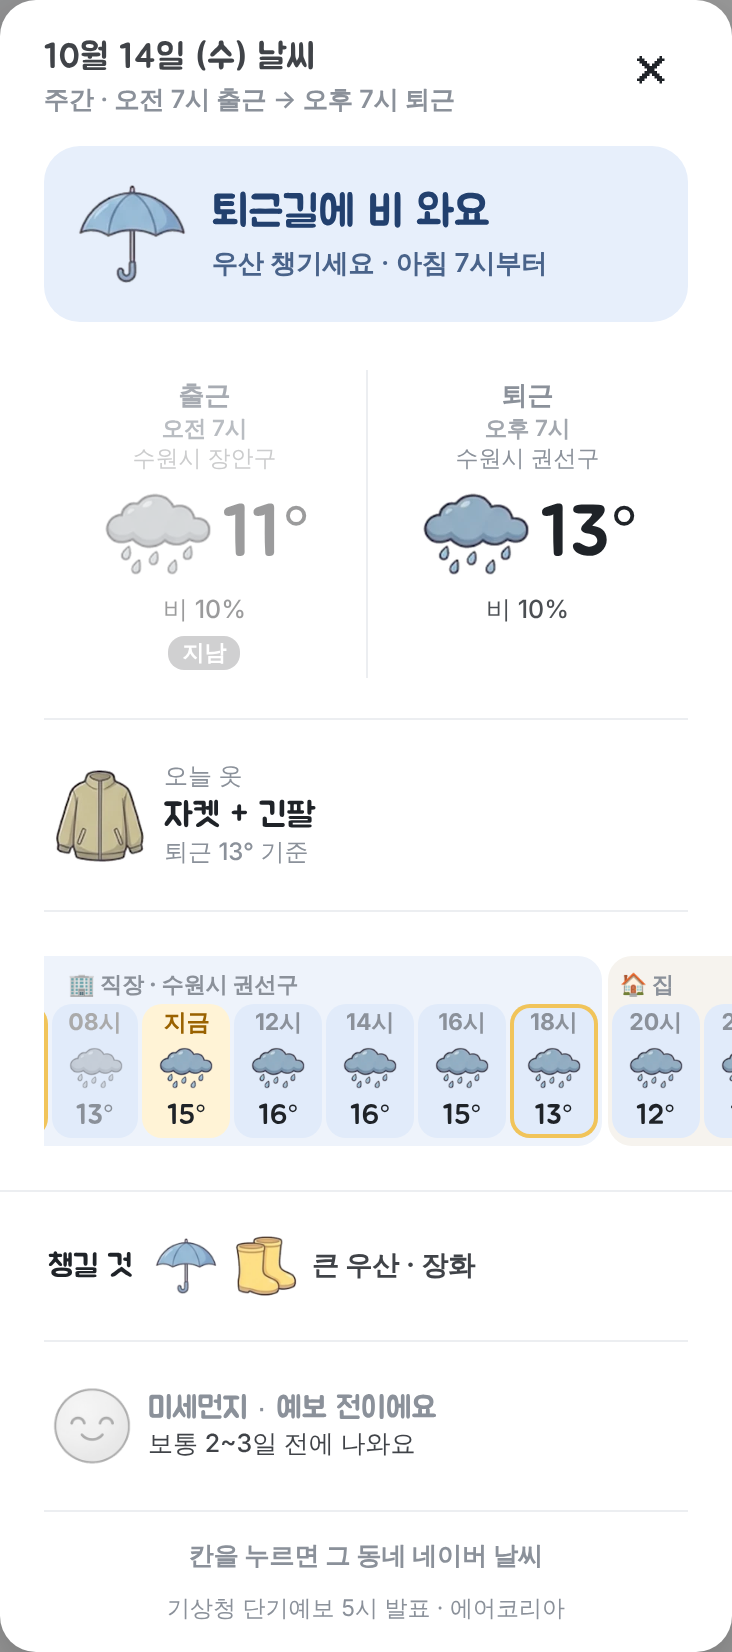 10월 14일 (수) 날씨
주간 · 오전 7시 출근 → 오후 7시 퇴근
퇴근길에 비 와요
우산 챙기세요 · 아침 7시부터
출근
오전 7시
수원시 장안구
11°
비 10%
지남
퇴근
오후 7시
수원시 권선구
13°
비 10%
오늘 옷
자켓 + 긴팔
퇴근 13° 기준
직장 · 수원시 권선구
집
08시 지금 12시 14시 16시 18시 20시
13° 15° 16° 16° 15° 13° 12°
챙길 것 큰 우산 · 장화
미세먼지 · 예보 전이에요
보통 2~3일 전에 나와요
칸을 누르면 그 동네 네이버 날씨
기상청 단기예보 5시 발표 · 에어코리아